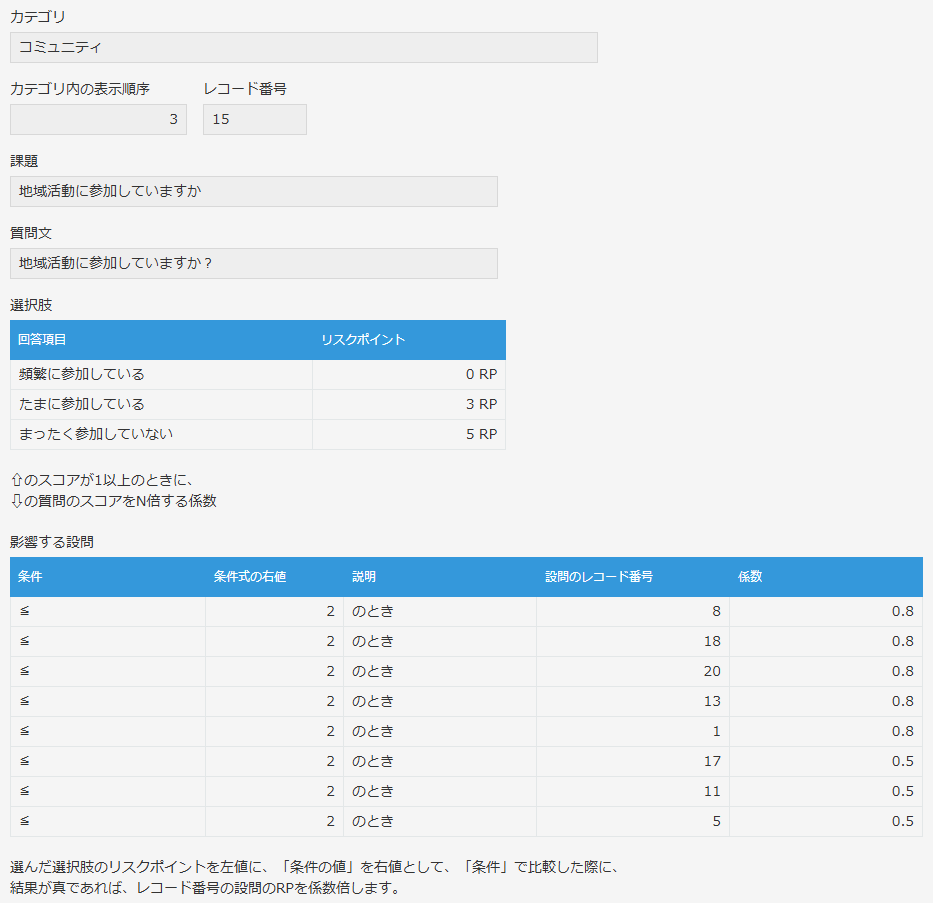 カテゴリ
コミュニティ
カテゴリ内の表示順序 レコード番号
3 15
課題
地域活動に参加していますか
質問文
地域活動に参加していますか？
選択肢
回答項目 リスクポイント
頻繁に参加している 0 RP
たまに参加している 3 RP
まったく参加していない 5 RP
⇧のスコアが1以上のときに、
⇩の質問のスコアをN倍する係数
影響する設問
条件 条件式の右値 説明 設問のレコード番号 係数
≦ 2 のとき 8 0.8
≦ 2 のとき 18 0.8
≦ 2 のとき 20 0.8
≦ 2 のとき 13 0.8
≦ 2 のとき 1 0.8
≦ 2 のとき 17 0.5
≦ 2 のとき 11 0.5
≦ 2 のとき 5 0.5
選んだ選択肢のリスクポイントを左値に、「条件の値」を右値として、「条件」で比較した際に、
結果が真であれば、レコード番号の設問のRPを係数倍します。